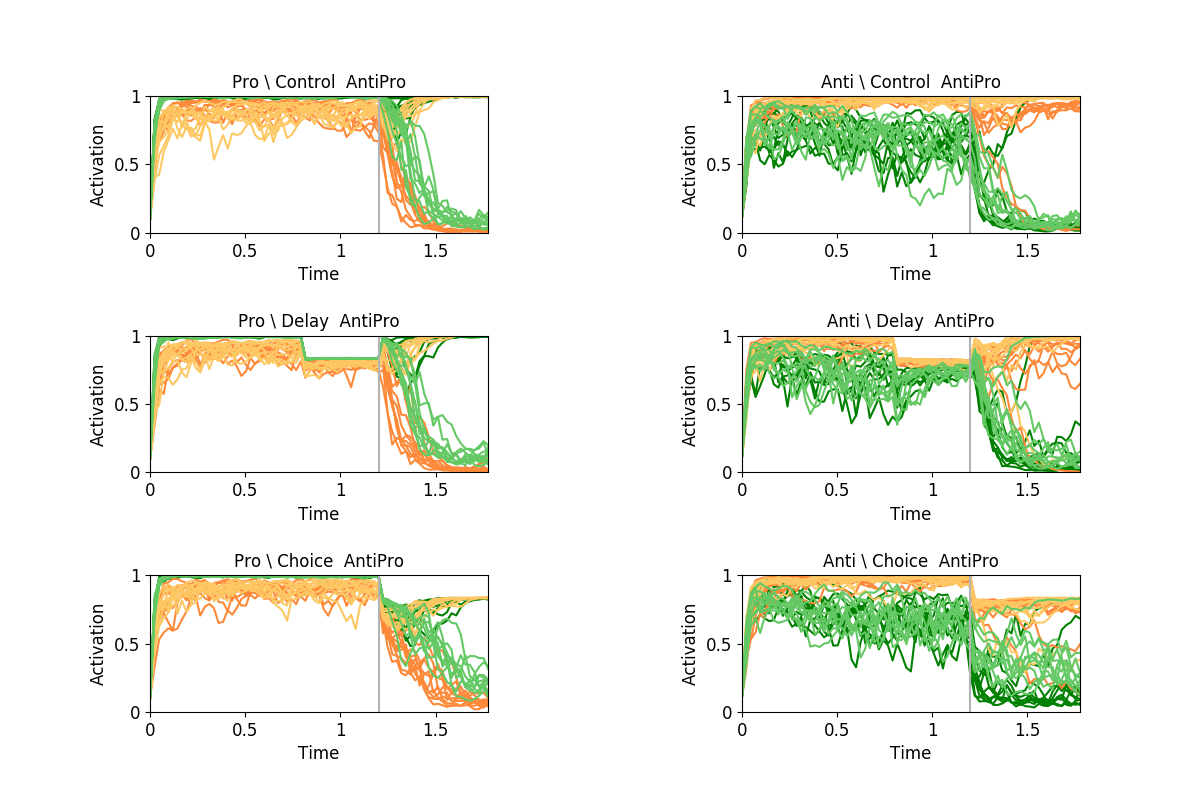 Pro \ Control  AntiPro
Anti \ Control  AntiPro
1
0.5
0
Activation
0
0.5
1
1.5
Time
1
0.5
0
Activation
0
0.5
1
1.5
Time
Pro \ Delay  AntiPro
Anti \ Delay  AntiPro
1
0.5
0
Activation
0
0.5
1
1.5
Time
1
0.5
0
Activation
0
0.5
1
1.5
Time
Pro \ Choice  AntiPro
Anti \ Choice  AntiPro
1
0.5
0
Activation
0
0.5
1
1.5
Time
1
0.5
0
Activation
0
0.5
1
1.5
Time